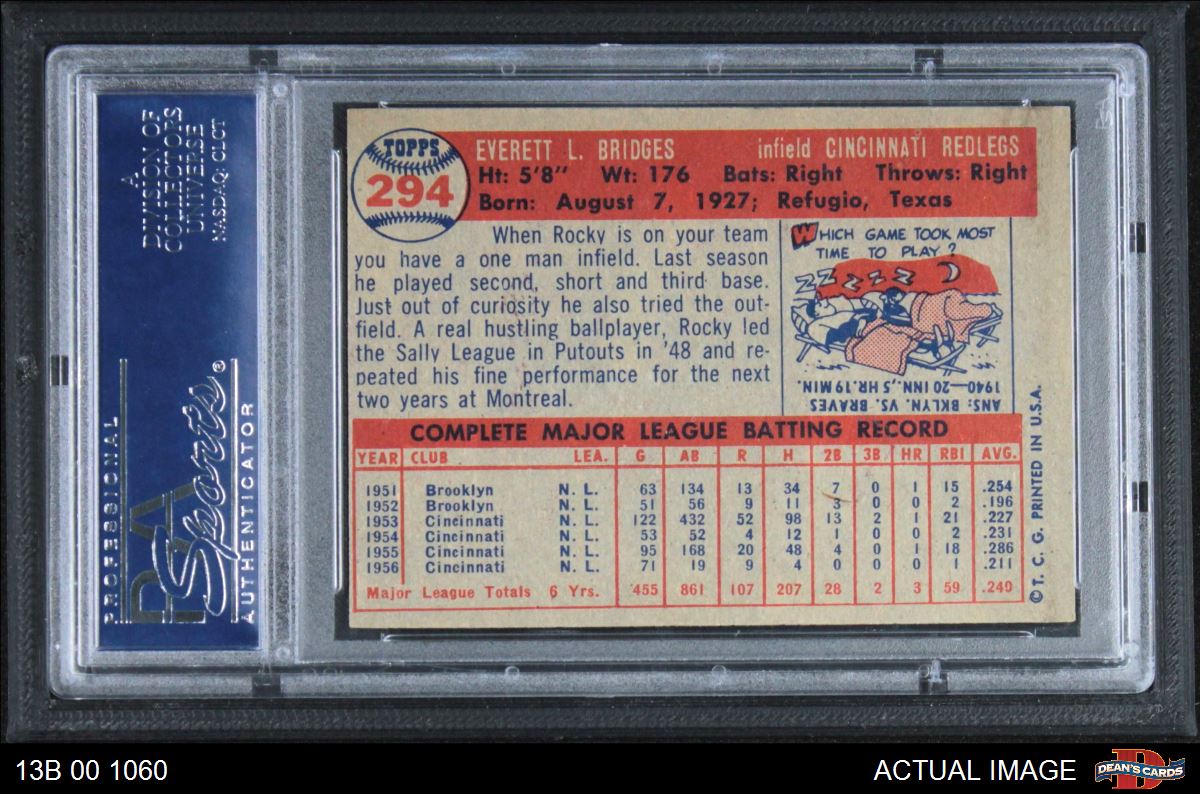 A
DIVISION OF
COLLECTORS
UNIVERSE
NASDAQ: CLCT
PROFESSIONAL
PSA
Sports®
AUTHENTICATOR
TOPPS
294
EVERETT L. BRIDGES infield CINCINNATI REDLEGS
Ht: 5'8" Wt: 176 Bats: Right Throws: Right
Born: August 7, 1927; Refugio, Texas
When Rocky is on your team
you have a one man infield. Last season
he played second, short and third base.
Just out of curiosity he also tried the out-
field. A real hustling ballplayer, Rocky led
the Sally League in Putouts in '48 and re-
peated his fine performance for the next
two years at Montreal.
WHICH GAME TOOK MOST
TIME TO PLAY?
ZZ ZZZZ
ANS: BKLYN. VS. BRAVES
1940—20 INN., 5 HR. 19 MIN.
COMPLETE MAJOR LEAGUE BATTING RECORD
YEAR CLUB LEA. G AB R H 2B 3B HR RBI AVG.
1951 Brooklyn N. L. 63 134 13 34 7 0 1 15 .254
1952 Brooklyn N. L. 51 56 9 11 3 0 0 2 .196
1953 Cincinnati N. L. 122 432 52 98 13 2 1 21 .227
1954 Cincinnati N. L. 53 52 4 12 1 0 0 2 .231
1955 Cincinnati N. L. 95 168 20 48 4 0 1 18 .286
1956 Cincinnati N. L. 71 19 9 4 0 0 0 1 .211
Major League Totals 6 Yrs. 455 861 107 207 28 2 3 59 .240
© T. C. G. PRINTED IN U.S.A.
13B 00 1060
ACTUAL IMAGE
D
DEAN'S CARDS